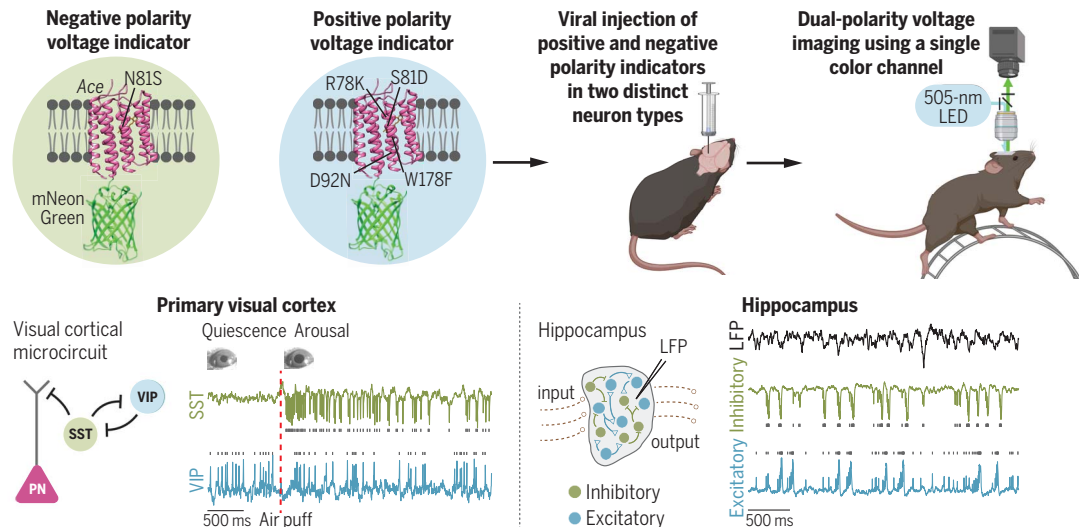 Negative polarity
voltage indicator
Ace
N81S
mNeon
Green
Positive polarity
voltage indicator
R78K
S81D
D92N
W178F
Viral injection of
positive and negative
polarity indicators
in two distinct
neuron types
Dual-polarity voltage
imaging using a single
color channel
505-nm
LED
Primary visual cortex
Visual cortical
microcircuit
VIP
SST
PN
Quiescence Arousal
SST
VIP
500 ms
Air puff
Hippocampus
Hippocampus
LFP
input
output
Inhibitory
Excitatory
LFP
Inhibitory
Excitatory
500 ms